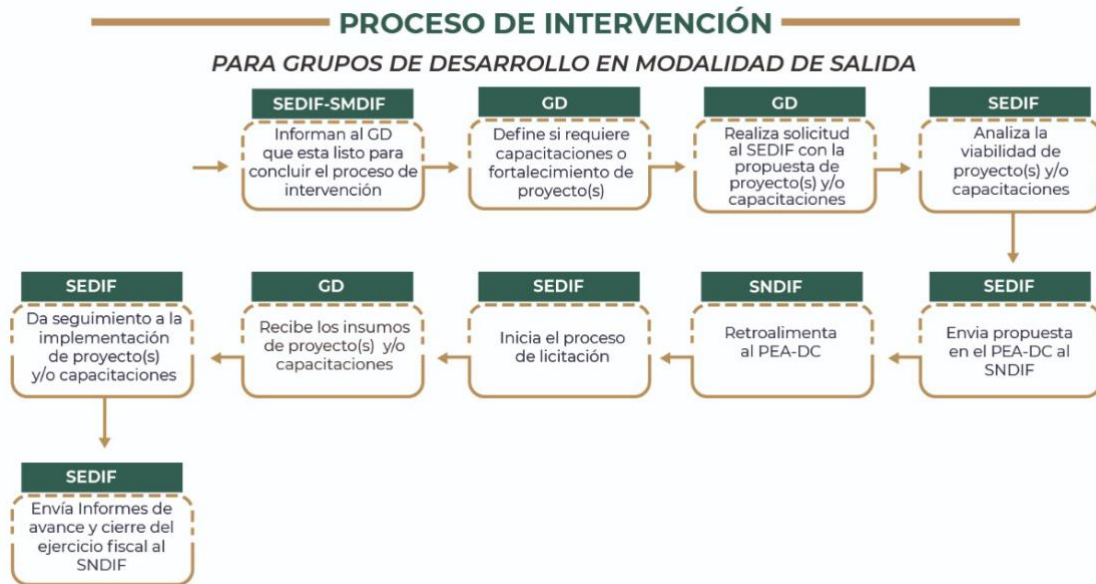 PROCESO DE INTERVENCIÓN
PARA GRUPOS DE DESARROLLO EN MODALIDAD DE SALIDA
SEDIF-SMDIF
Informan al GD
que esta listo para
concluir el proceso de
intervención
GD
Define si requiere
capacitaciones o
fortalecimiento de
proyecto(s)
GD
Realiza solicitud
al SEDIF con la
propuesta de
proyecto(s) y/o
capacitaciones
SEDIF
Analiza la
viabilidad de
proyecto(s) y/o
capacitaciones
SEDIF
Envia propuesta
en el PEA-DC al
SNDIF
SNDIF
Retroalimenta
al PEA-DC
SEDIF
Inicia el proceso
de licitación
GD
Recibe los insumos
de proyecto(s) y/o
capacitaciones
SEDIF
Da seguimiento a la
implementación
de proyecto(s)
y/o capacitaciones
SEDIF
Envía Informes de
avance y cierre del
ejercicio fiscal al
SNDIF